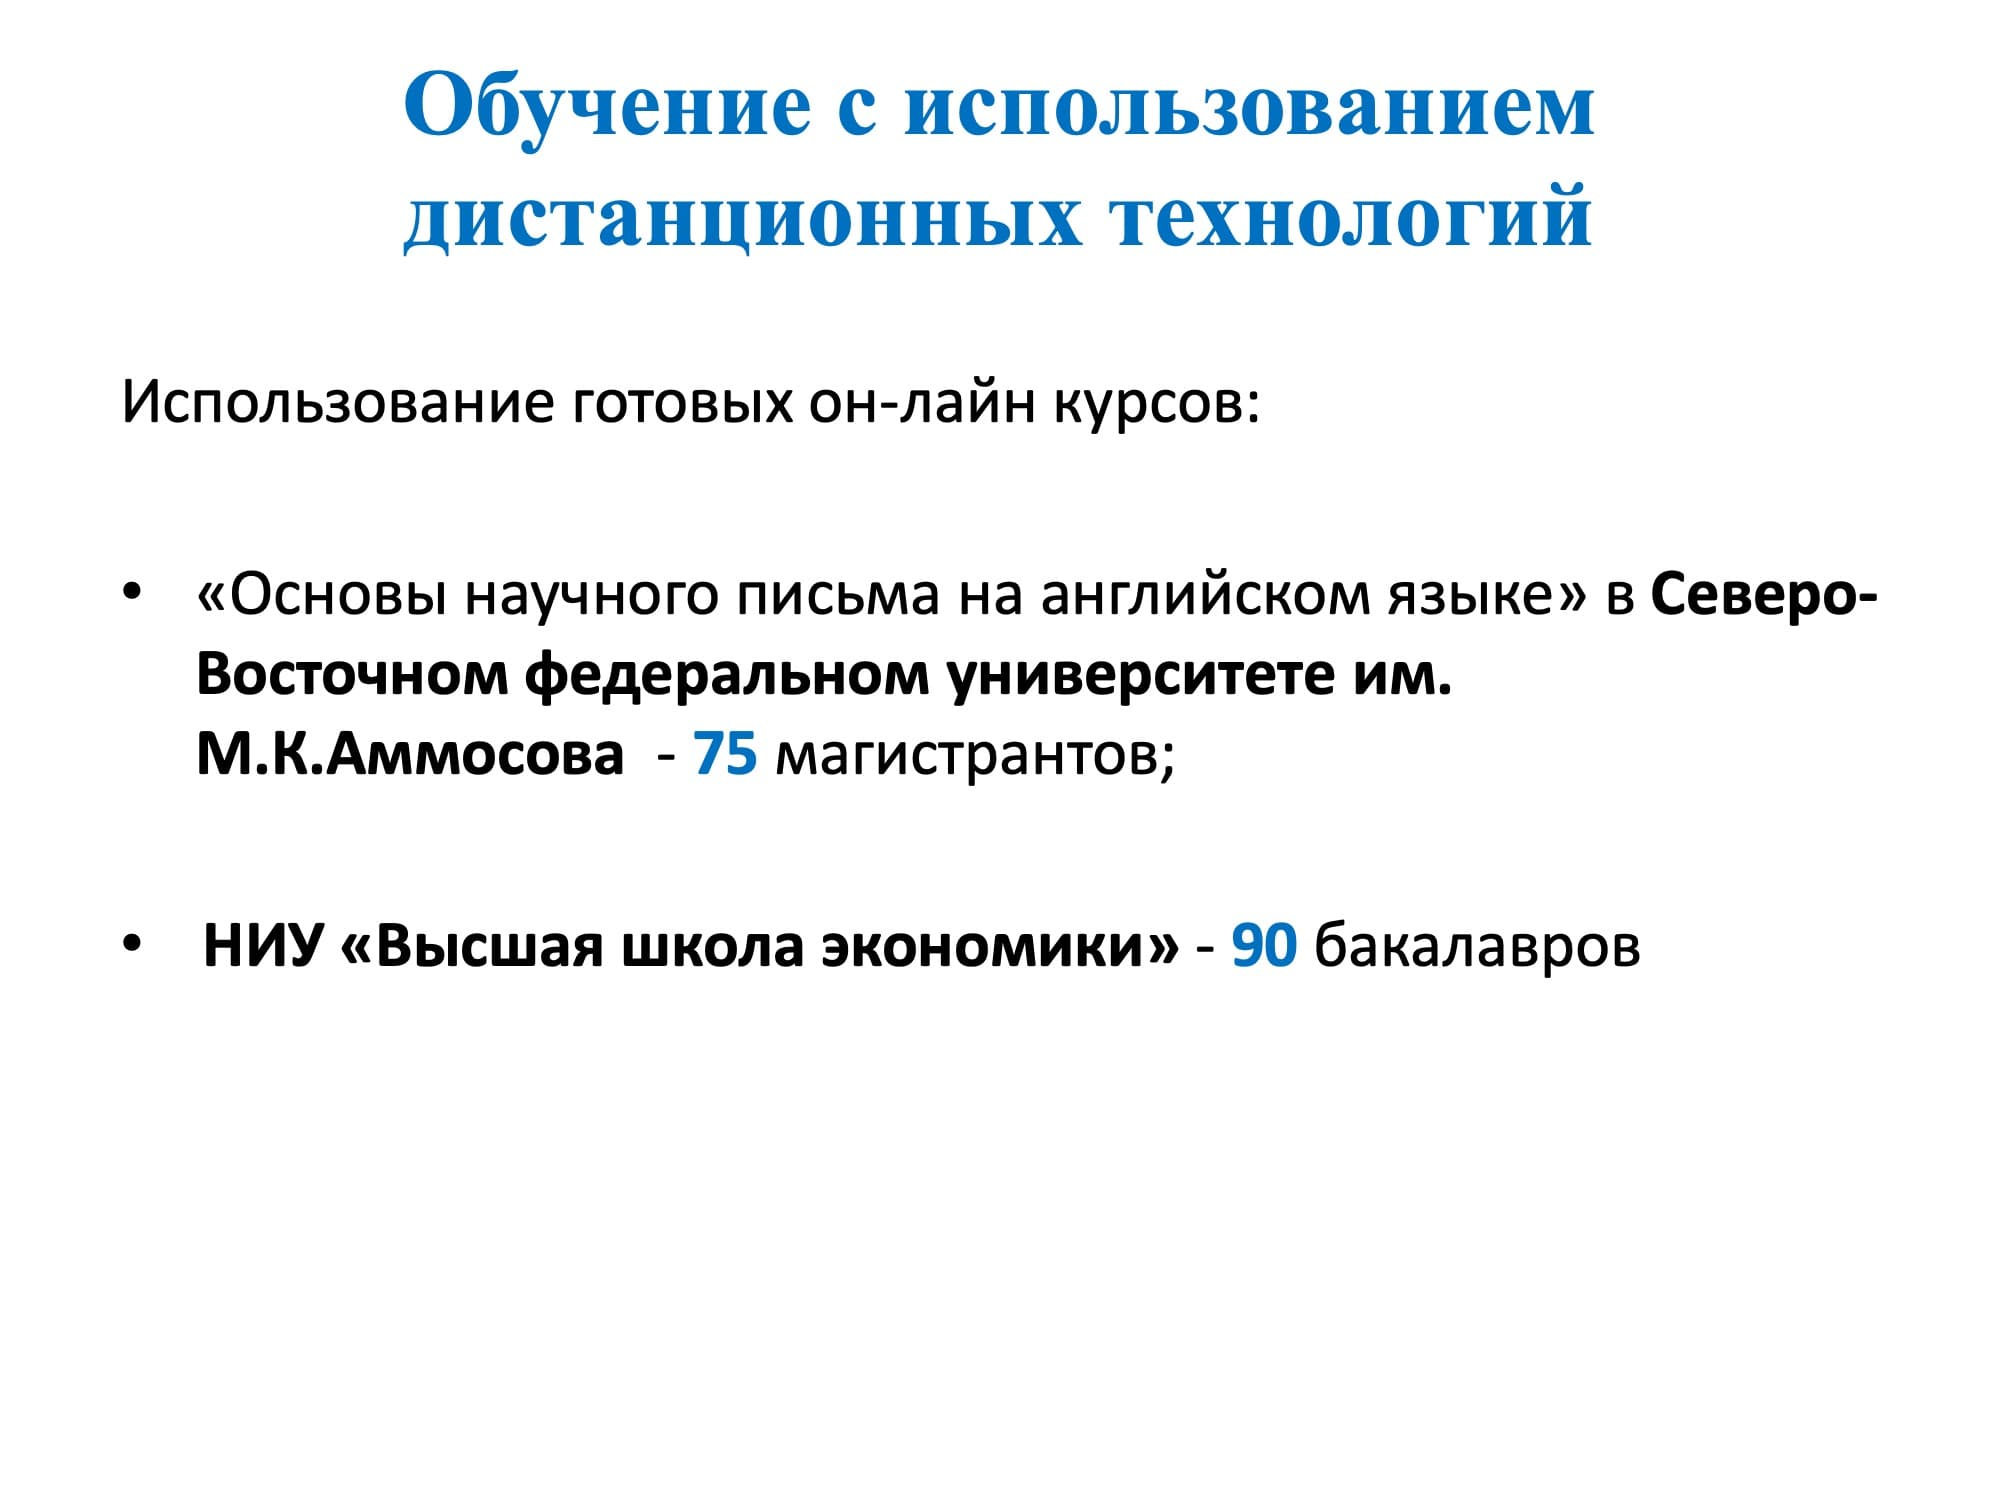 Обучение с использованием
дистанционных технологий
Использование готовых он-лайн курсов:
• «Основы научного письма на английском языке» в Северо-
Восточном федеральном университете им.
М.К.Аммосова - 75 магистрантов;
• НИУ «Высшая школа экономики» - 90 бакалавров